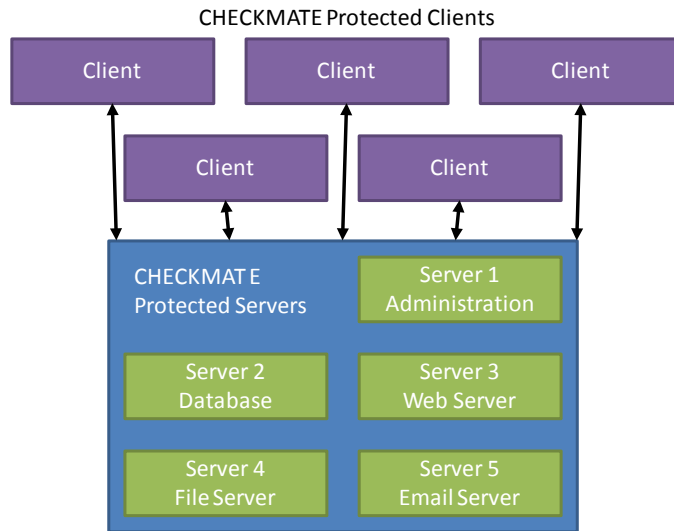 CHECKMATE Protected Clients
Client
Client
Client
Client
Client
CHECKMATE
Protected Servers
Server 1
Administration
Server 2
Database
Server 3
Web Server
Server 4
File Server
Server 5
Email Server